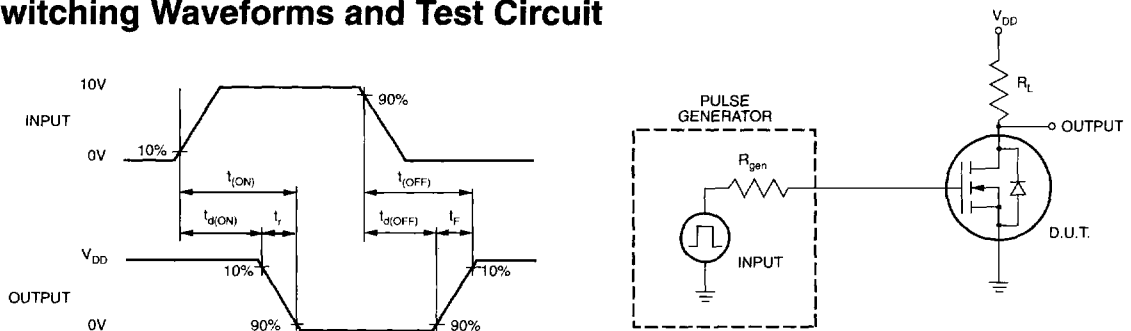 witching Waveforms and Test Circuit
10V
INPUT
0V
10%
90%
t(ON)
t(OFF)
td(ON)
tr
td(OFF)
tF
VDD
OUTPUT
0V
10%
90%
10%
90%
VDD
RL
OUTPUT
PULSE
GENERATOR
Rgen
INPUT
D.U.T.